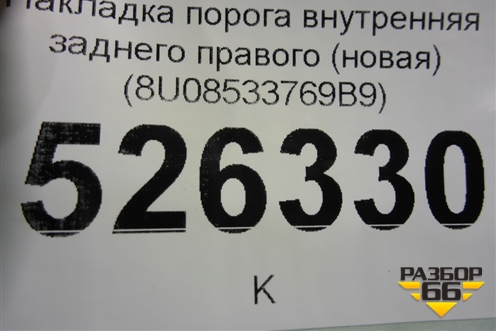 Накладка порога внутренняя
заднего правого (новая)
(8U08533769B9)
526330
К
РАЗБОР
66